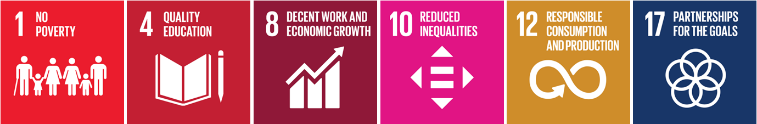 1 NO
POVERTY
4 QUALITY
EDUCATION
8 DECENT WORK AND
ECONOMIC GROWTH
10 REDUCED
INEQUALITIES
12 RESPONSIBLE
CONSUMPTION
AND PRODUCTION
17 PARTNERSHIPS
FOR THE GOALS